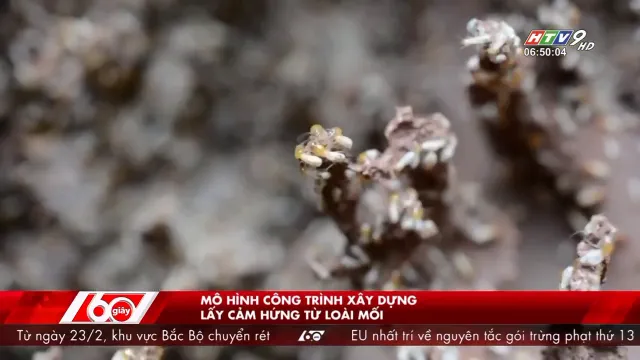 HTV9 HD
06:50:04
60 giây
MÔ HÌNH CÔNG TRÌNH XÂY DỰNG
LẤY CẢM HỨNG TỪ LOÀI MỐI
Từ ngày 23/2, khu vực Bắc Bộ chuyển rét 60 EU nhất trí về nguyên tắc gói trừng phạt thứ 13